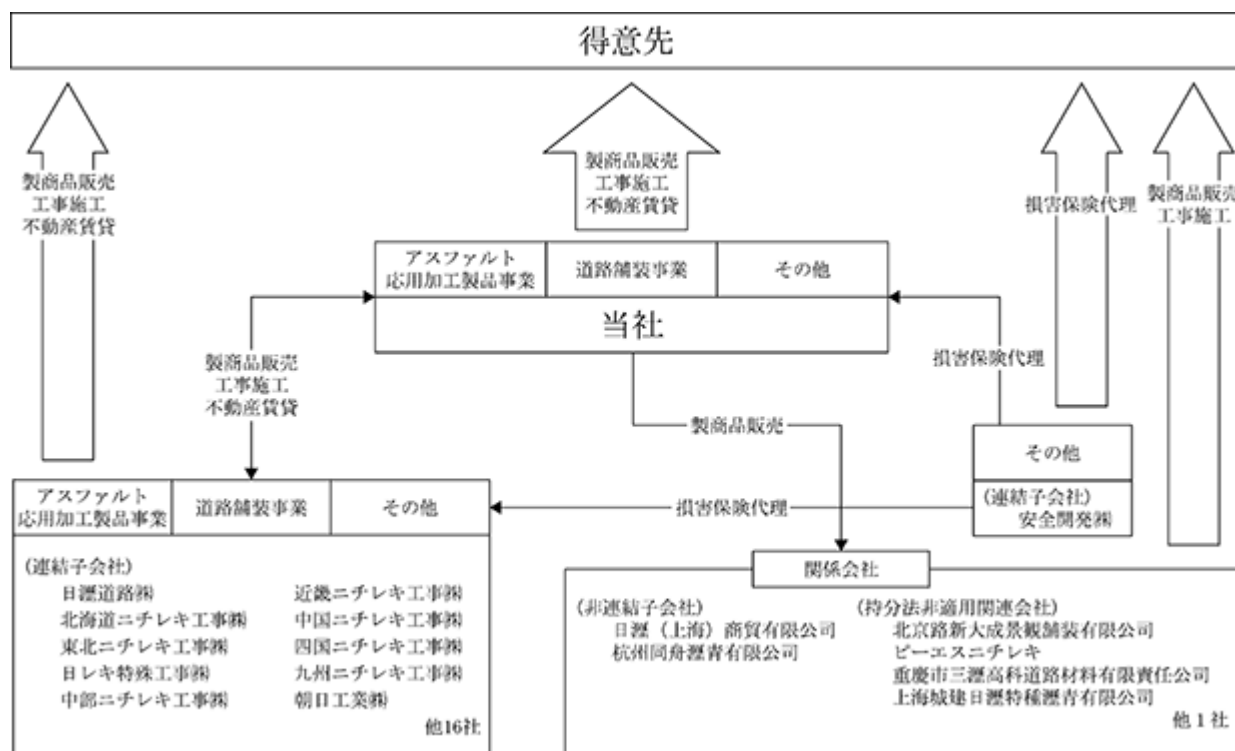 得意先
製商品販売
工事施工
不動産賃貸
製商品販売
工事施工
不動産賃貸
損害保険代理
製商品販売
工事施工
アスファルト
応用加工製品事業
道路舗装事業
その他
当社
製商品販売
工事施工
不動産賃貸
損害保険代理
製商品販売
その他
(連結子会社)
安全開発㈱
損害保険代理
アスファルト
応用加工製品事業
道路舗装事業
その他
(連結子会社)
日瀝道路㈱
北海道ニチレキ工事㈱
東北ニチレキ工事㈱
日レキ特殊工事㈱
中部ニチレキ工事㈱
近畿ニチレキ工事㈱
中国ニチレキ工事㈱
四国ニチレキ工事㈱
九州ニチレキ工事㈱
朝日工業㈱
他16社
関係会社
(非連結子会社)
日瀝（上海）商貿有限公司
杭州同舟瀝青有限公司
(持分法非適用関連会社)
北京路新大成景観舗装有限公司
ピーエスニチレキ
重慶市三瀝高科道路材料有限責任公司
上海城建日瀝特種瀝青有限公司
他１社